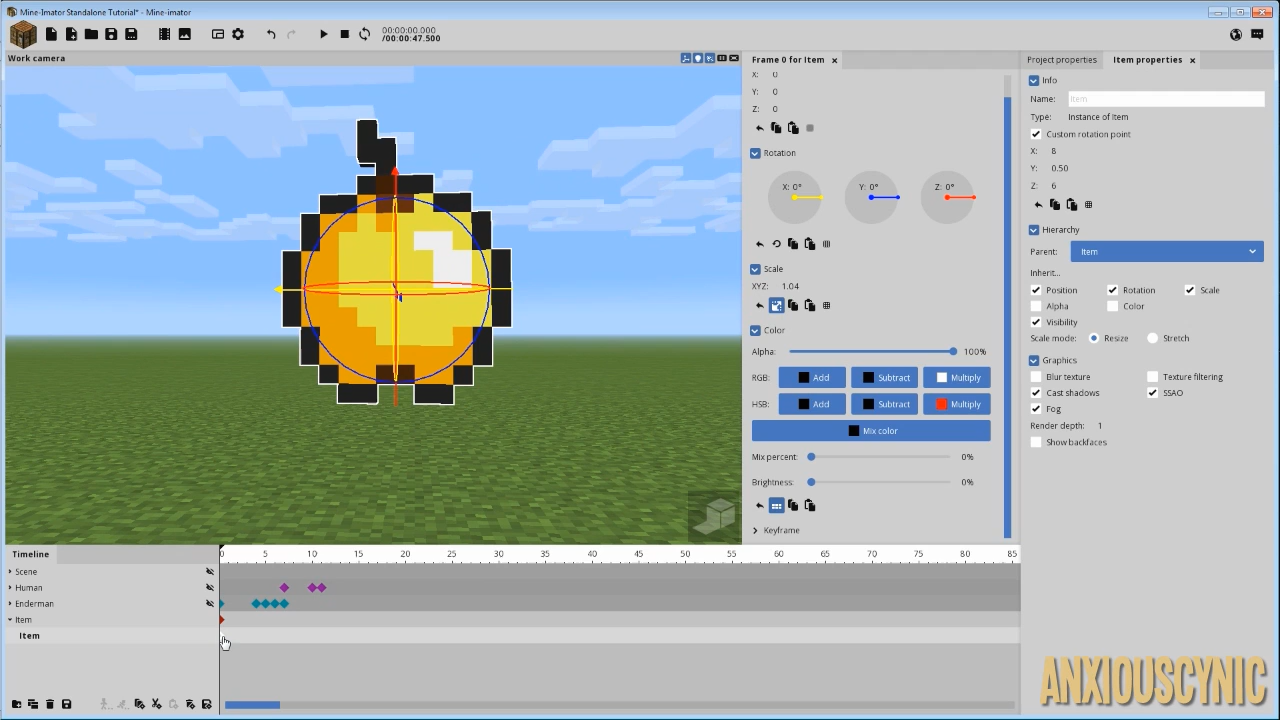 Mine-Imator Standalone Tutorial* - Mine-imator
00:00:00.000
/00:00:47.500
Work camera
Frame 0 for Item
X: 0
Y: 0
Z: 0
Rotation
X: 0° Y: 0° Z: 0°
Scale
XYZ: 1.04
Color
Alpha: 100%
RGB: Add Subtract Multiply
HSB: Add Subtract Multiply
Mix color
Mix percent: 0%
Brightness: 0%
Keyframe
Project properties Item properties
Info
Name: Item
Type: Instance of Item
Custom rotation point
X: 8
Y: 0.50
Z: 6
Hierarchy
Parent: Item
Inherit...
Position Rotation Scale
Alpha Color
Visibility
Scale mode: Resize Stretch
Graphics
Blur texture Texture filtering
Cast shadows SSAO
Fog
Render depth: 1
Show backfaces
Timeline
0 5 10 15 20 25 30 35 40 45 50 55 60 65 70 75 80 85
Scene
Human
Enderman
Item
Item
ANXIOUSCYNIC